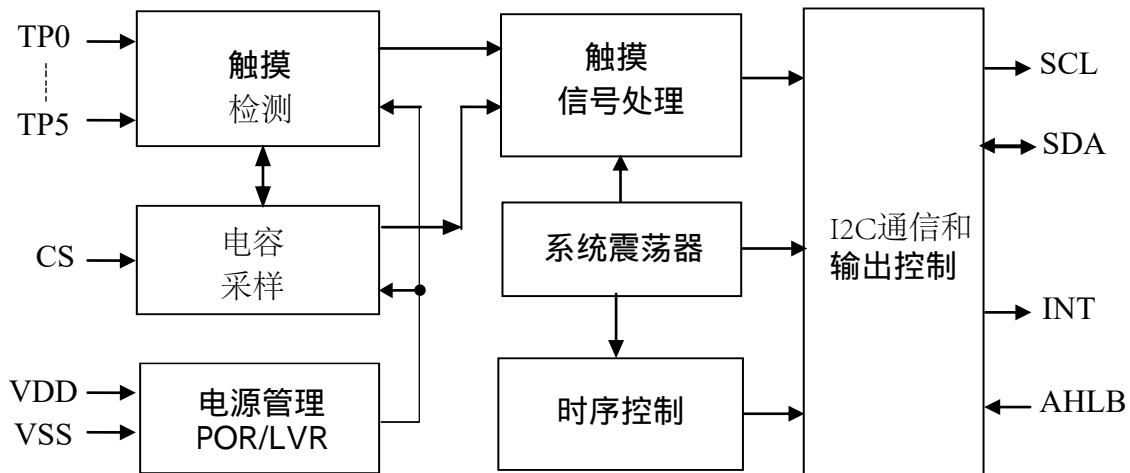 TP0
TP5
触摸
检测
触摸
信号处理
SCL
SDA
CS
电容
采样
系统震荡器
I2C通信和
输出控制
INT
VDD
VSS
电源管理
POR/LVR
时序控制
AHLB